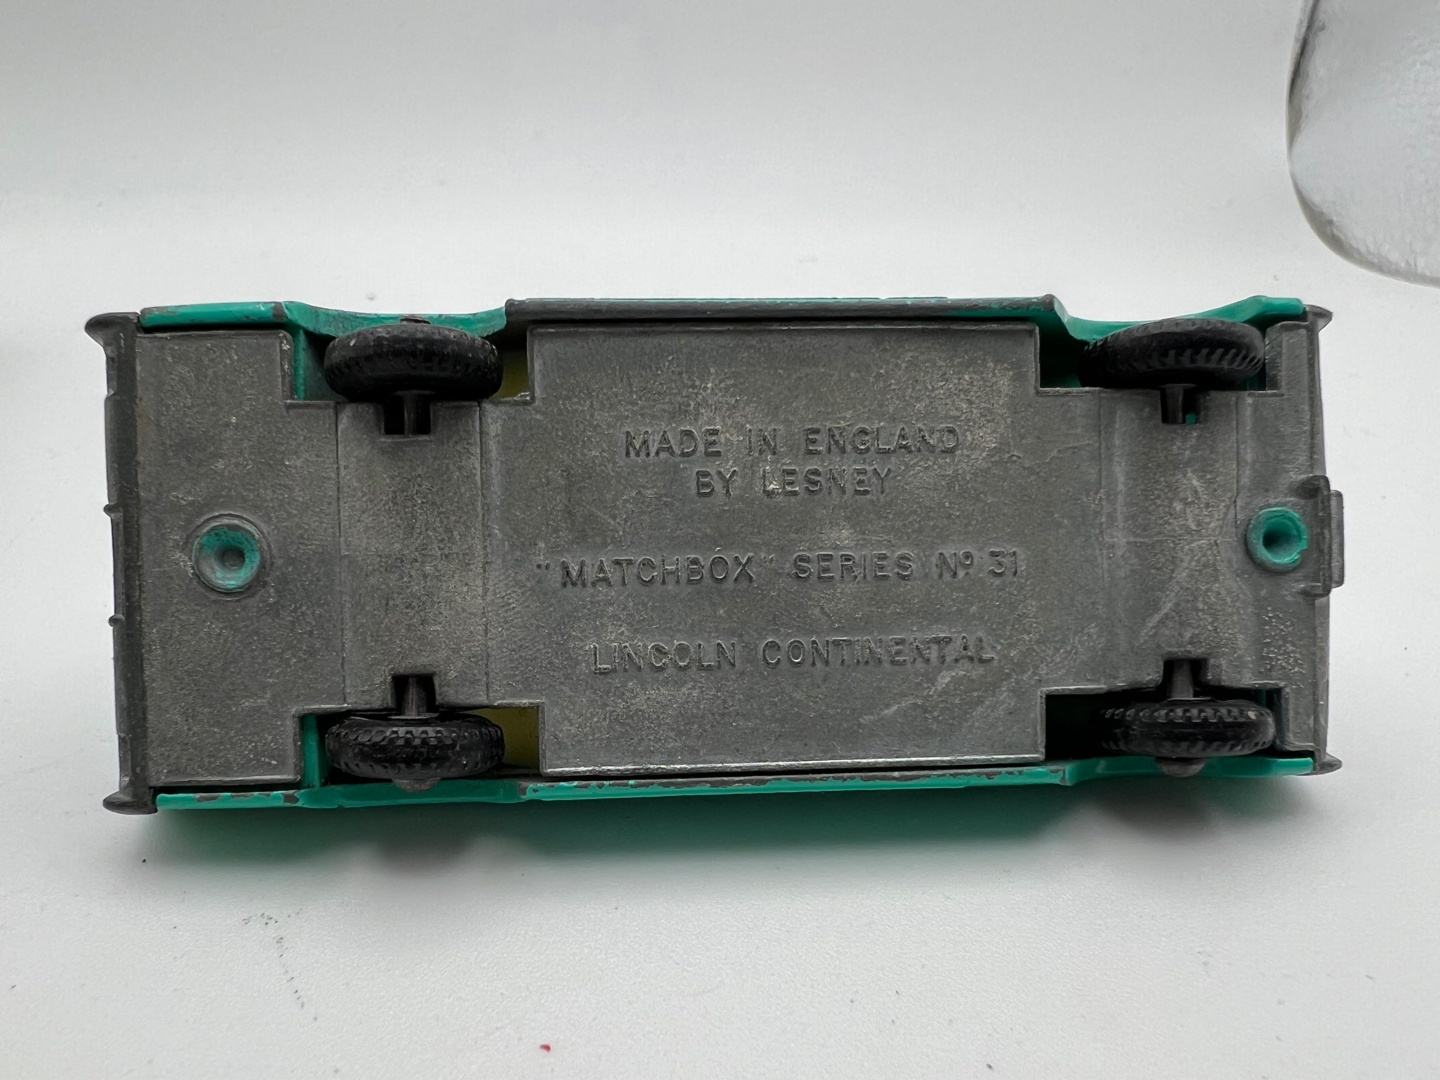 MADE IN ENGLAND
BY LESNEY
"MATCHBOX" SERIES Nº 31
LINCOLN CONTINENTAL